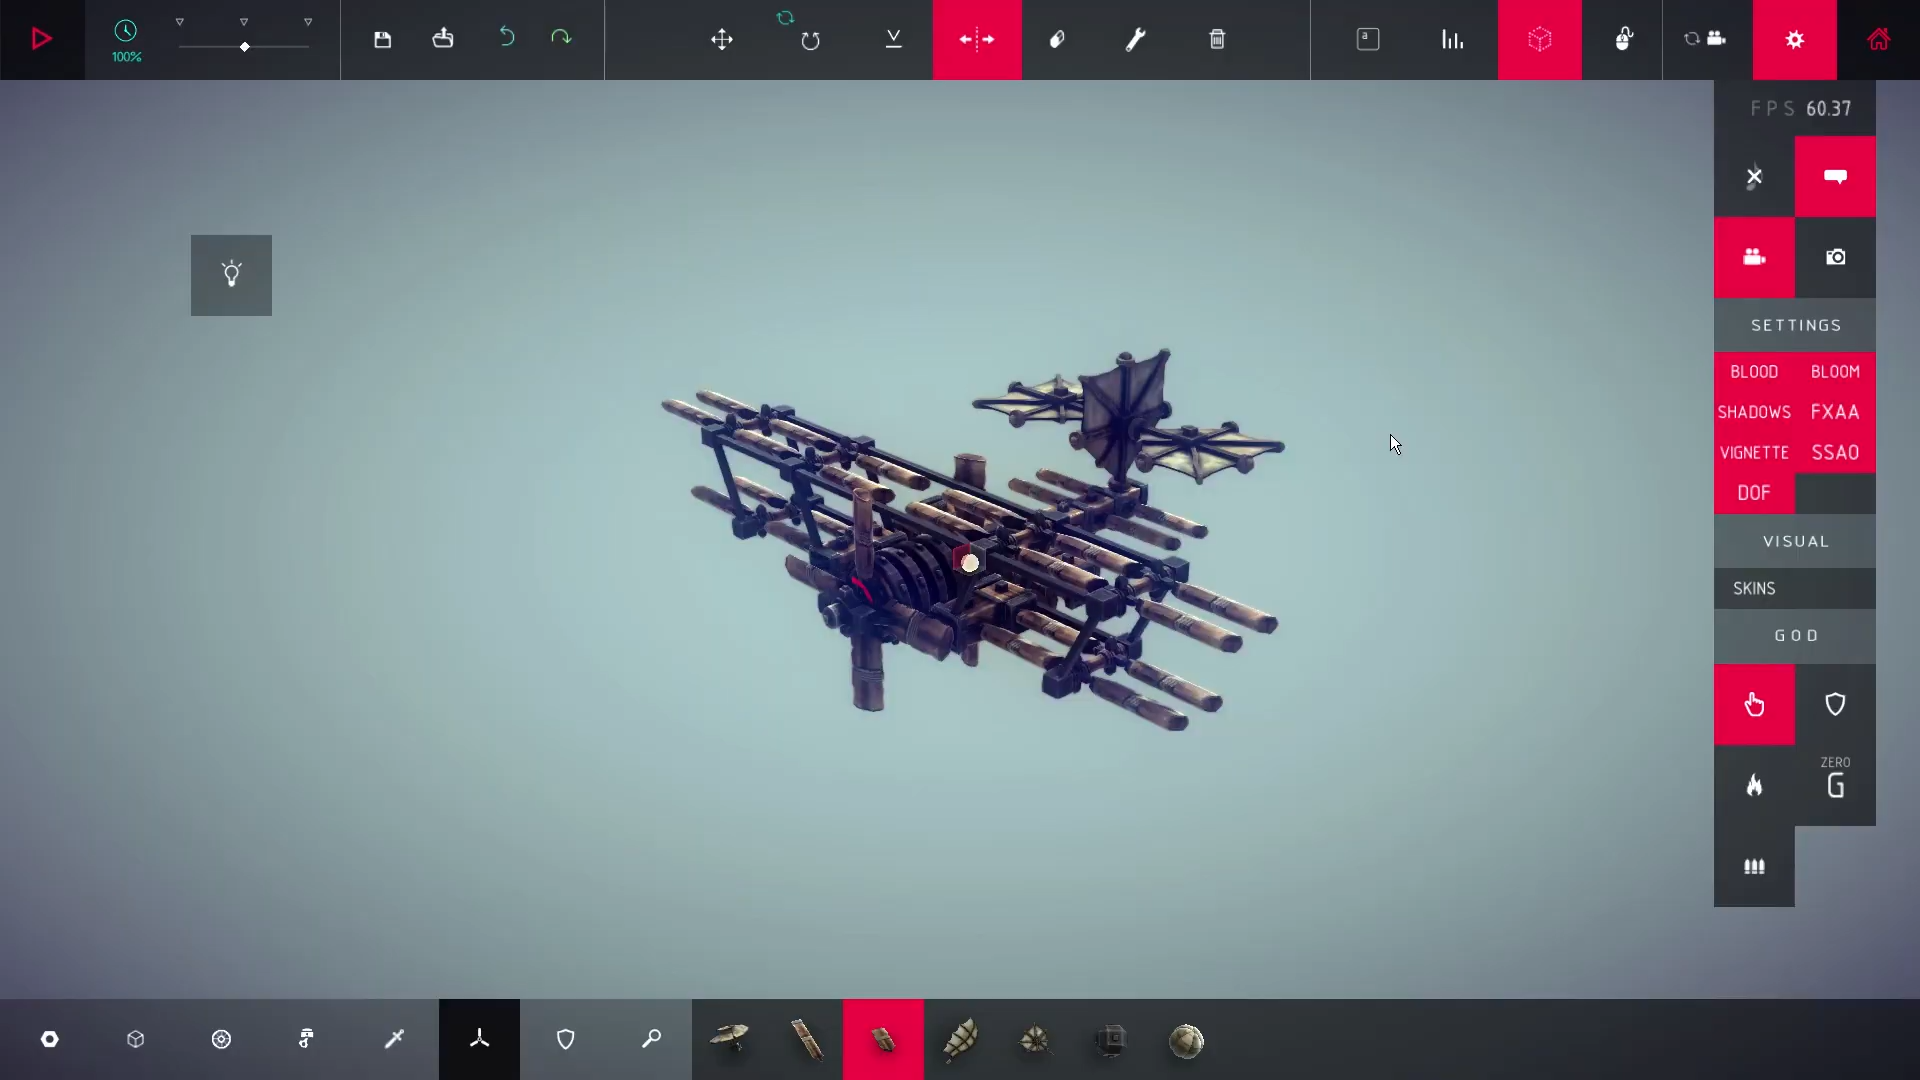 100%
a
FPS 60.37
SETTINGS
BLOOD BLOOM
SHADOWS FXAA
VIGNETTE SSAO
DOF
VISUAL
SKINS
GOD
ZERO
G